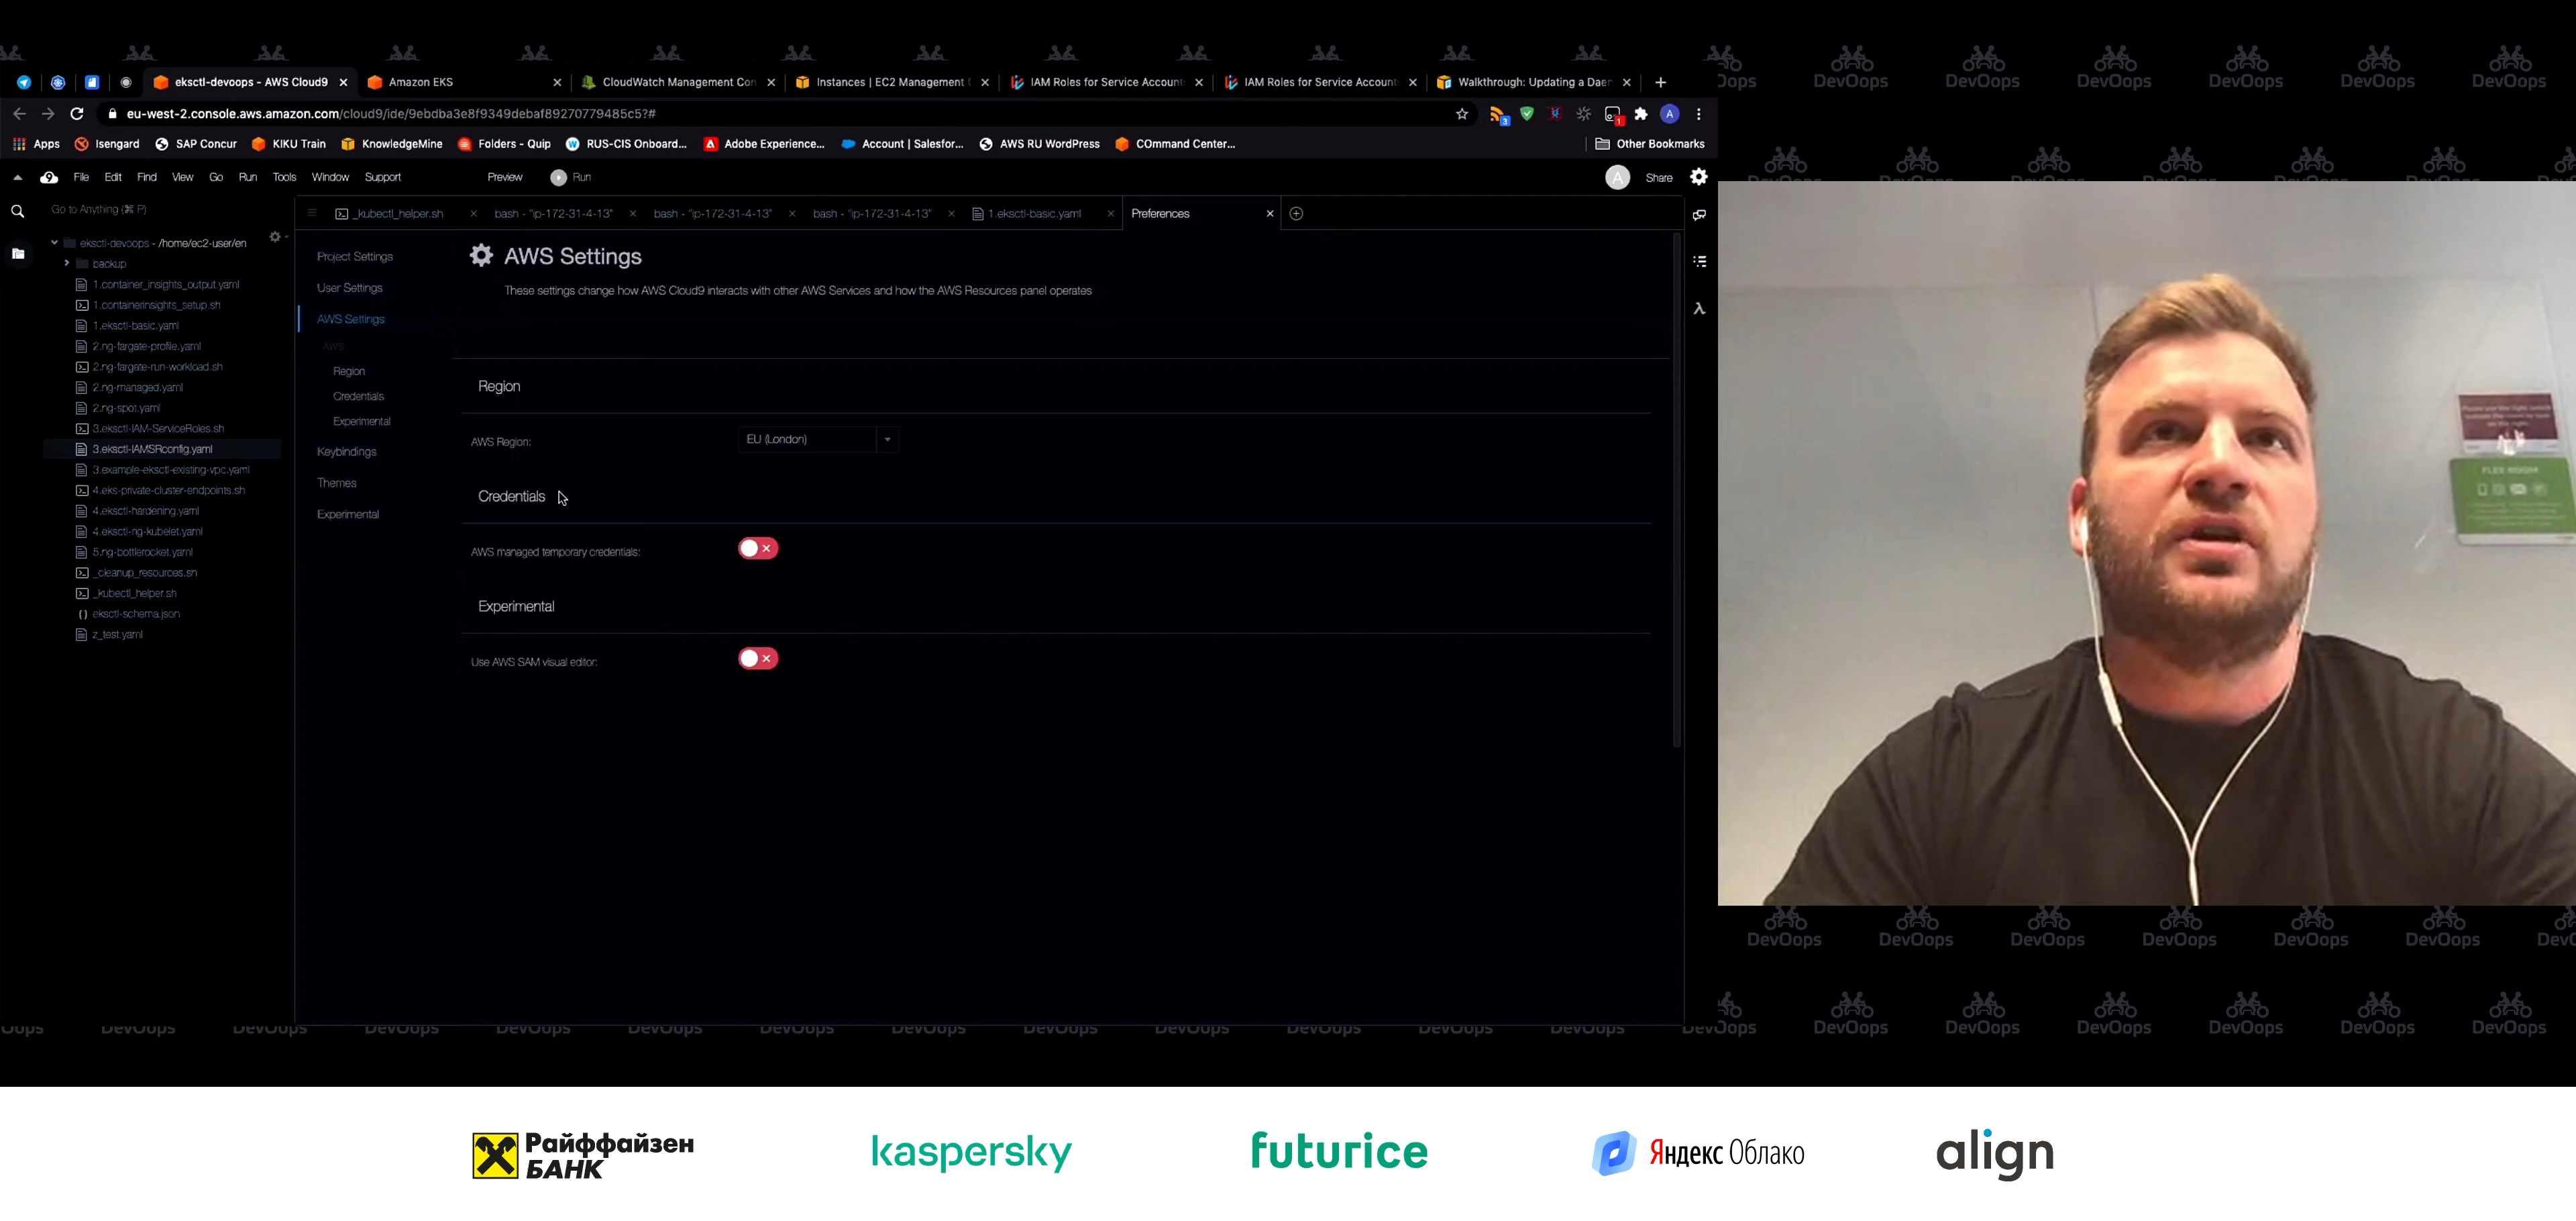 eksctl-devoops - AWS Cloud9
Amazon EKS
CloudWatch Management Con
Instances | EC2 Management C
IAM Roles for Service Account
IAM Roles for Service Account
Walkthrough: Updating a Daer
eu-west-2.console.aws.amazon.com/cloud9/ide/9ebdba3e8f9349debaf89270779485c5?#
Apps
Isengard
SAP Concur
KIKU Train
KnowledgeMine
Folders - Quip
RUS-CIS Onboard...
Adobe Experience...
Account | Salesfor...
AWS RU WordPress
COmmand Center...
Other Bookmarks
File Edit Find View Go Run Tools Window Support Preview Run
A Share
Go to Anything (⌘ P)
_kubectl_helper.sh
bash - "ip-172-31-4-13"
bash - "ip-172-31-4-13"
bash - "ip-172-31-4-13"
1.eksctl-basic.yaml
Preferences
eksctl-devoops - /home/ec2-user/en
backup
1.container_insights_output.yaml
1.containerinsights_setup.sh
1.eksctl-basic.yaml
2.ng-fargate-profile.yaml
2.ng-fargate-run-workload.sh
2.ng-managed.yaml
2.ng-spot.yaml
3.eksctl-IAM-ServiceRoles.sh
3.eksctl-IAMSRconfig.yaml
3.example-eksctl-existing-vpc.yaml
4.eks-private-cluster-endpoints.sh
4.eksctl-hardening.yaml
4.eksctl-ng-kubelet.yaml
5.ng-bottlerocket.yaml
_cleanup_resources.sh
_kubectl_helper.sh
eksctl-schema.json
z_test.yaml
Project Settings
User Settings
AWS Settings
AWS
Region
Credentials
Experimental
Keybindings
Themes
Experimental
AWS Settings
These settings change how AWS Cloud9 interacts with other AWS Services and how the AWS Resources panel operates
Region
AWS Region:
EU (London)
Credentials
AWS managed temporary credentials:
Experimental
Use AWS SAM visual editor:
FLEX ROOM
DevOops DevOops DevOops DevOops DevOops DevOops DevOops
Райффайзен
БАНК
kaspersky
futurice
Яндекс Облако
align